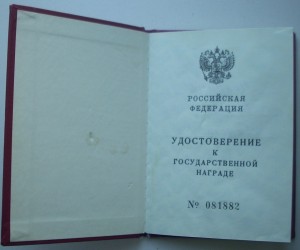 РОССИЙСКАЯ
ФЕДЕРАЦИЯ
УДОСТОВЕРЕНИЕ
К
ГОСУДАРСТВЕННОЙ
НАГРАДЕ
№ 081882